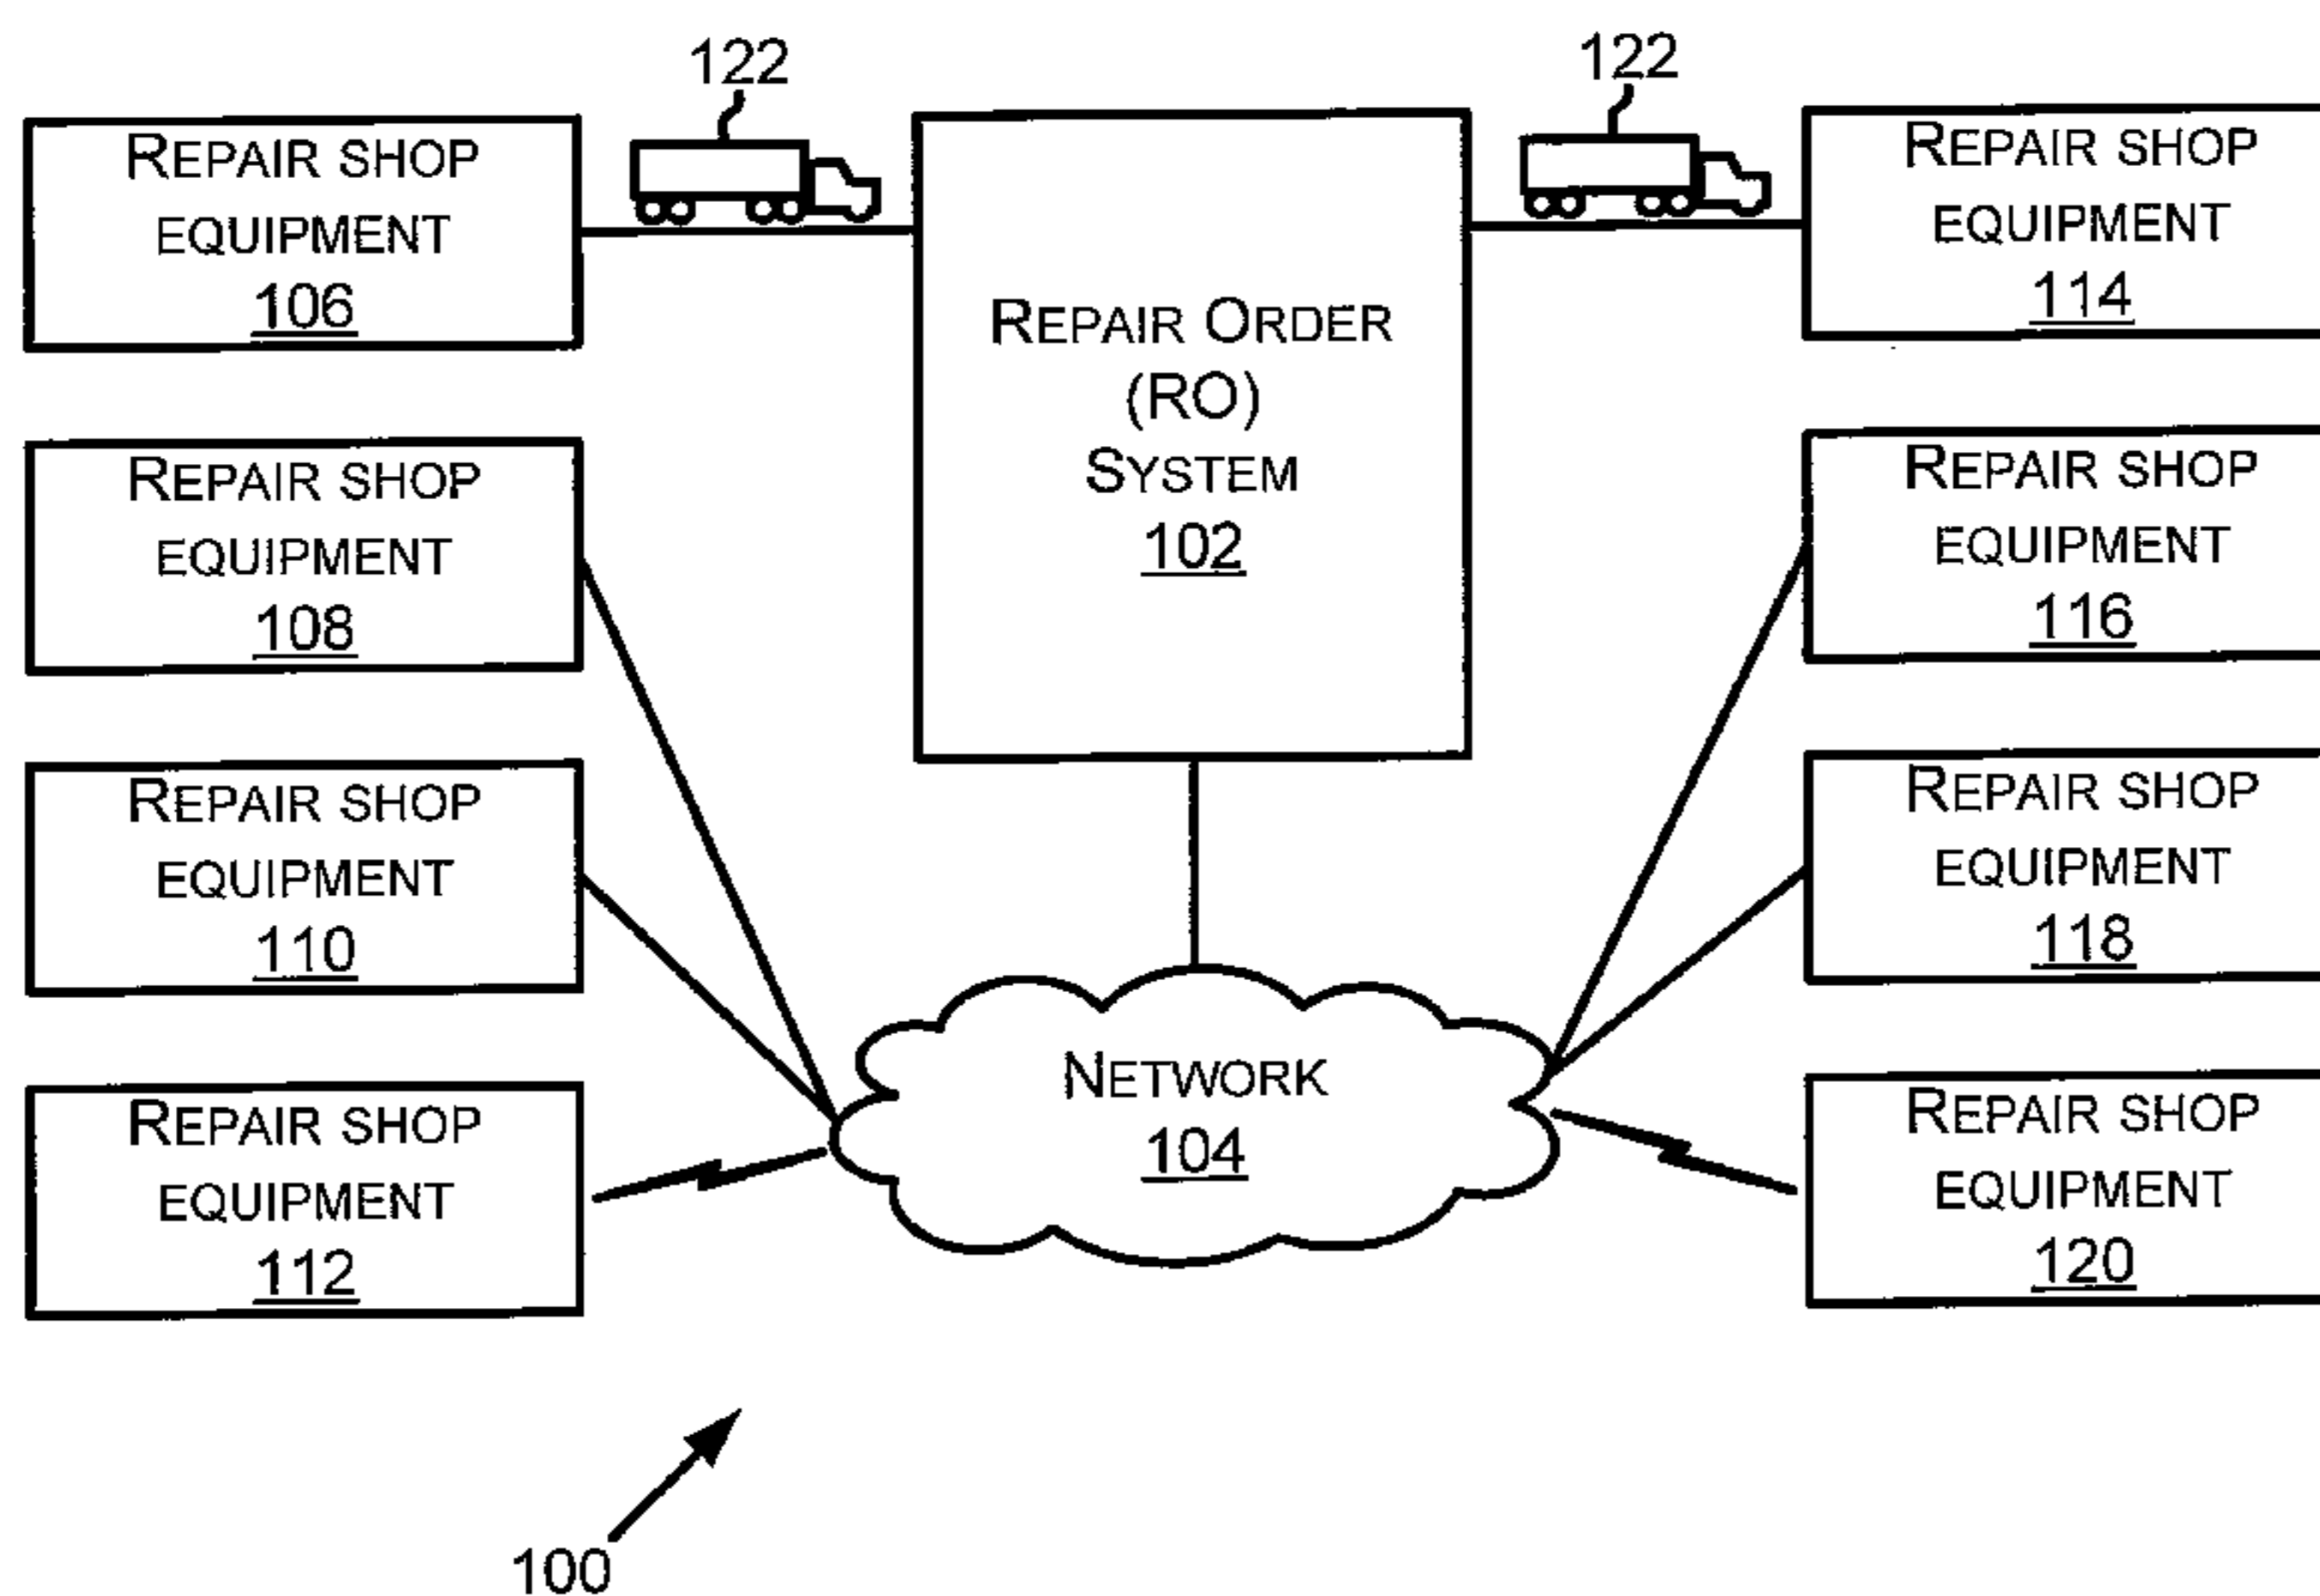 122
122
REPAIR SHOP
EQUIPMENT
106
REPAIR ORDER
(RO)
SYSTEM
102
REPAIR SHOP
EQUIPMENT
114
REPAIR SHOP
EQUIPMENT
108
REPAIR SHOP
EQUIPMENT
116
REPAIR SHOP
EQUIPMENT
110
REPAIR SHOP
EQUIPMENT
118
REPAIR SHOP
EQUIPMENT
112
NETWORK
104
REPAIR SHOP
EQUIPMENT
120
100